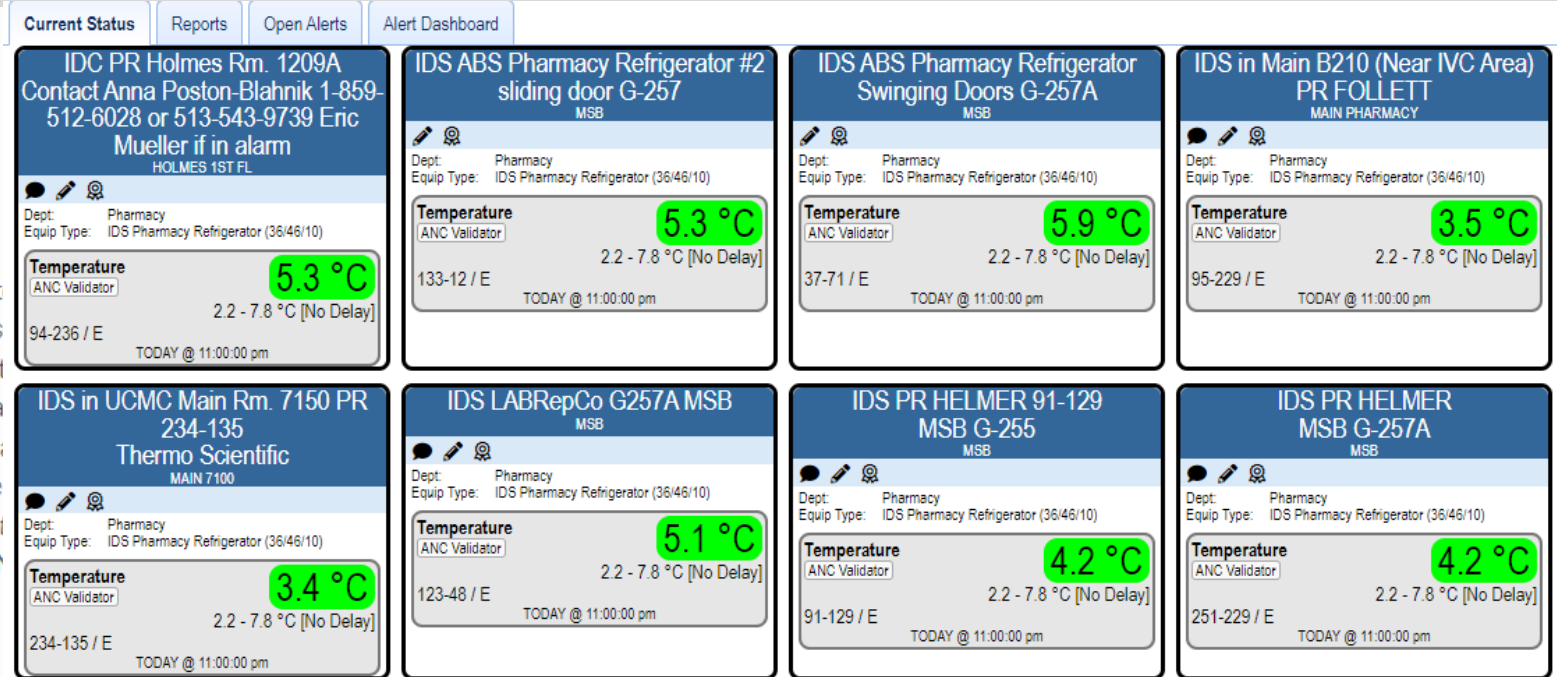 Current Status
Reports
Open Alerts
Alert Dashboard
IDC PR Holmes Rm. 1209A
Contact Anna Poston-Blahnik 1-859-
512-6028 or 513-543-9739 Eric
Mueller if in alarm
HOLMES 1ST FL
Dept: Pharmacy
Equip Type: IDS Pharmacy Refrigerator (36/46/10)
Temperature
ANC Validator
5.3 °C
2.2 - 7.8 °C [No Delay]
94-236 / E
TODAY @ 11:00:00 pm
IDS ABS Pharmacy Refrigerator #2
sliding door G-257
MSB
Dept: Pharmacy
Equip Type: IDS Pharmacy Refrigerator (36/46/10)
Temperature
ANC Validator
5.3 °C
2.2 - 7.8 °C [No Delay]
133-12 / E
TODAY @ 11:00:00 pm
IDS ABS Pharmacy Refrigerator
Swinging Doors G-257A
MSB
Dept: Pharmacy
Equip Type: IDS Pharmacy Refrigerator (36/46/10)
Temperature
ANC Validator
5.9 °C
2.2 - 7.8 °C [No Delay]
37-71 / E
TODAY @ 11:00:00 pm
IDS in Main B210 (Near IVC Area)
PR FOLLETT
MAIN PHARMACY
Dept: Pharmacy
Equip Type: IDS Pharmacy Refrigerator (36/46/10)
Temperature
ANC Validator
3.5 °C
2.2 - 7.8 °C [No Delay]
95-229 / E
TODAY @ 11:00:00 pm
IDS in UCMC Main Rm. 7150 PR
234-135
Thermo Scientific
MAIN 7100
Dept: Pharmacy
Equip Type: IDS Pharmacy Refrigerator (36/46/10)
Temperature
ANC Validator
3.4 °C
2.2 - 7.8 °C [No Delay]
234-135 / E
TODAY @ 11:00:00 pm
IDS LABRepCo G257A MSB
MSB
Dept: Pharmacy
Equip Type: IDS Pharmacy Refrigerator (36/46/10)
Temperature
ANC Validator
5.1 °C
2.2 - 7.8 °C [No Delay]
123-48 / E
TODAY @ 11:00:00 pm
IDS PR HELMER 91-129
MSB G-255
MSB
Dept: Pharmacy
Equip Type: IDS Pharmacy Refrigerator (36/46/10)
Temperature
ANC Validator
4.2 °C
2.2 - 7.8 °C [No Delay]
91-129 / E
TODAY @ 11:00:00 pm
IDS PR HELMER
MSB G-257A
MSB
Dept: Pharmacy
Equip Type: IDS Pharmacy Refrigerator (36/46/10)
Temperature
ANC Validator
4.2 °C
2.2 - 7.8 °C [No Delay]
251-229 / E
TODAY @ 11:00:00 pm